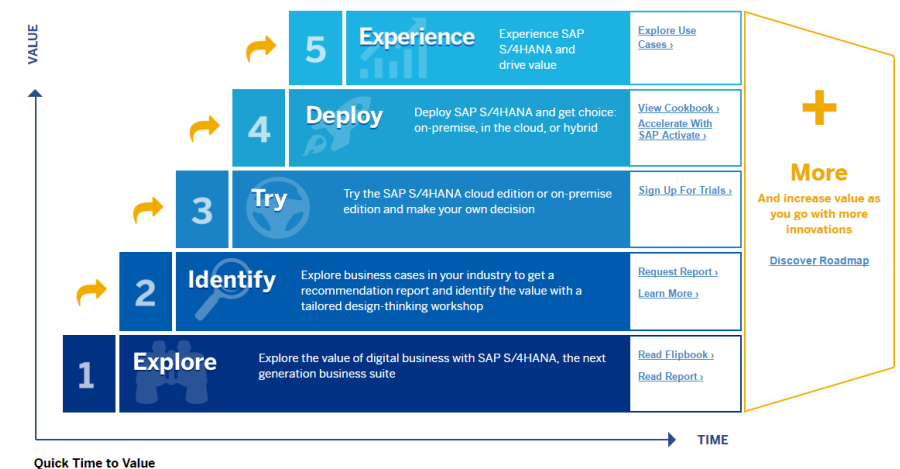 VALUE
5
Experience
Experience SAP
S/4HANA and
drive value
Explore Use
Cases ›
4
Deploy
Deploy SAP S/4HANA and get choice:
on-premise, in the cloud, or hybrid
View Cookbook ›
Accelerate With
SAP Activate ›
3
Try
Try the SAP S/4HANA cloud edition or on-premise
edition and make your own decision
Sign Up For Trials ›
2
Identify
Explore business cases in your industry to get a
recommendation report and identify the value with a
tailored design-thinking workshop
Request Report ›
Learn More ›
1
Explore
Explore the value of digital business with SAP S/4HANA, the next
generation business suite
Read Flipbook ›
Read Report ›
+
More
And increase value as
you go with more
innovations
Discover Roadmap
TIME
Quick Time to Value